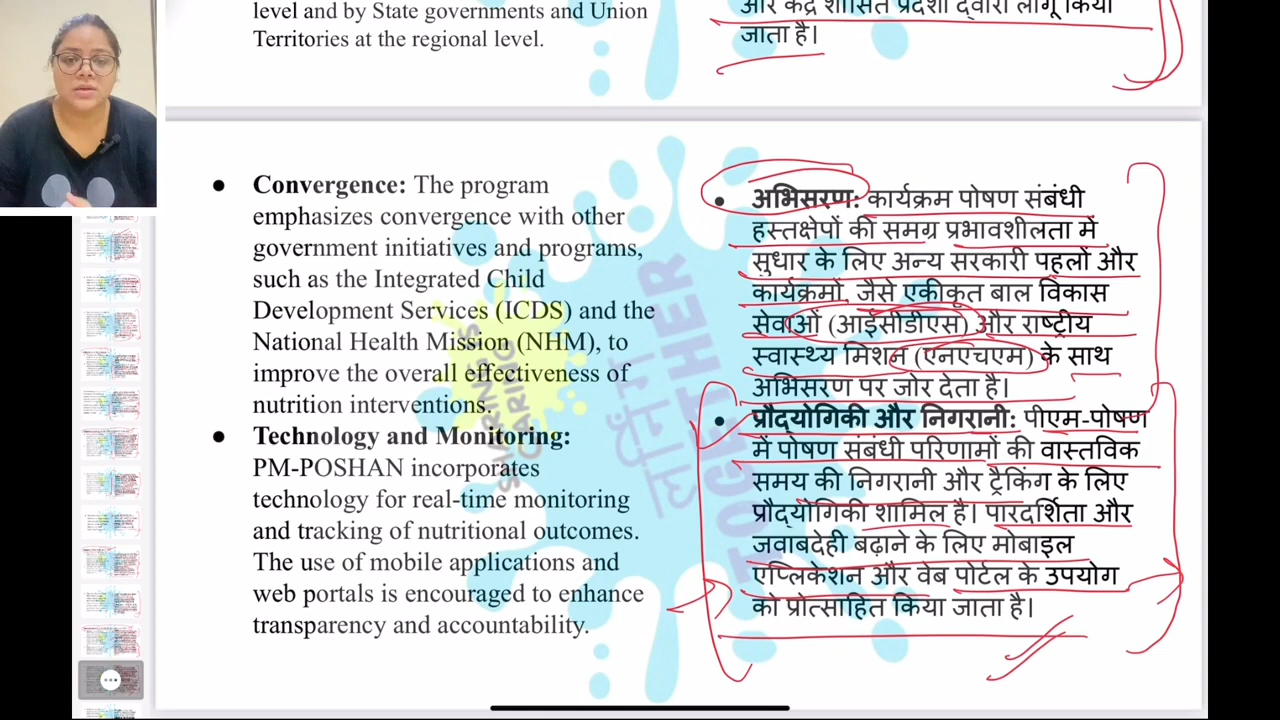 level and by State governments and Union
Territories at the regional level.
और केंद्र शासित प्रदेशों द्वारा लागू किया
जाता है।
● Convergence: The program
emphasizes convergence with other
government initiatives and programs,
such as the Integrated Child
Development Services (ICDS) and the
National Health Mission (NHM), to
improve the overall effectiveness of
nutrition interventions.
● Technology and Monitoring:
PM-POSHAN incorporates
technology for real-time monitoring
and tracking of nutritional outcomes.
The use of mobile applications and
web portals is encouraged to enhance
transparency and accountability.
● अभिसरण: कार्यक्रम पोषण संबंधी
हस्तक्षेपों की समग्र प्रभावशीलता में
सुधार के लिए अन्य सरकारी पहलों और
कार्यक्रमों, जैसे एकीकृत बाल विकास
सेवाओं (आईसीडीएस) और राष्ट्रीय
स्वास्थ्य मिशन (एनएचएम) के साथ
अभिसरण पर जोर देता है।
● प्रौद्योगिकी और निगरानी: पीएम-पोषण
में पोषण संबंधी परिणामों की वास्तविक
समय की निगरानी और ट्रैकिंग के लिए
प्रौद्योगिकी शामिल है। पारदर्शिता और
जवाबदेही बढ़ाने के लिए मोबाइल
एप्लिकेशन और वेब पोर्टल के उपयोग
को प्रोत्साहित किया जाता है।